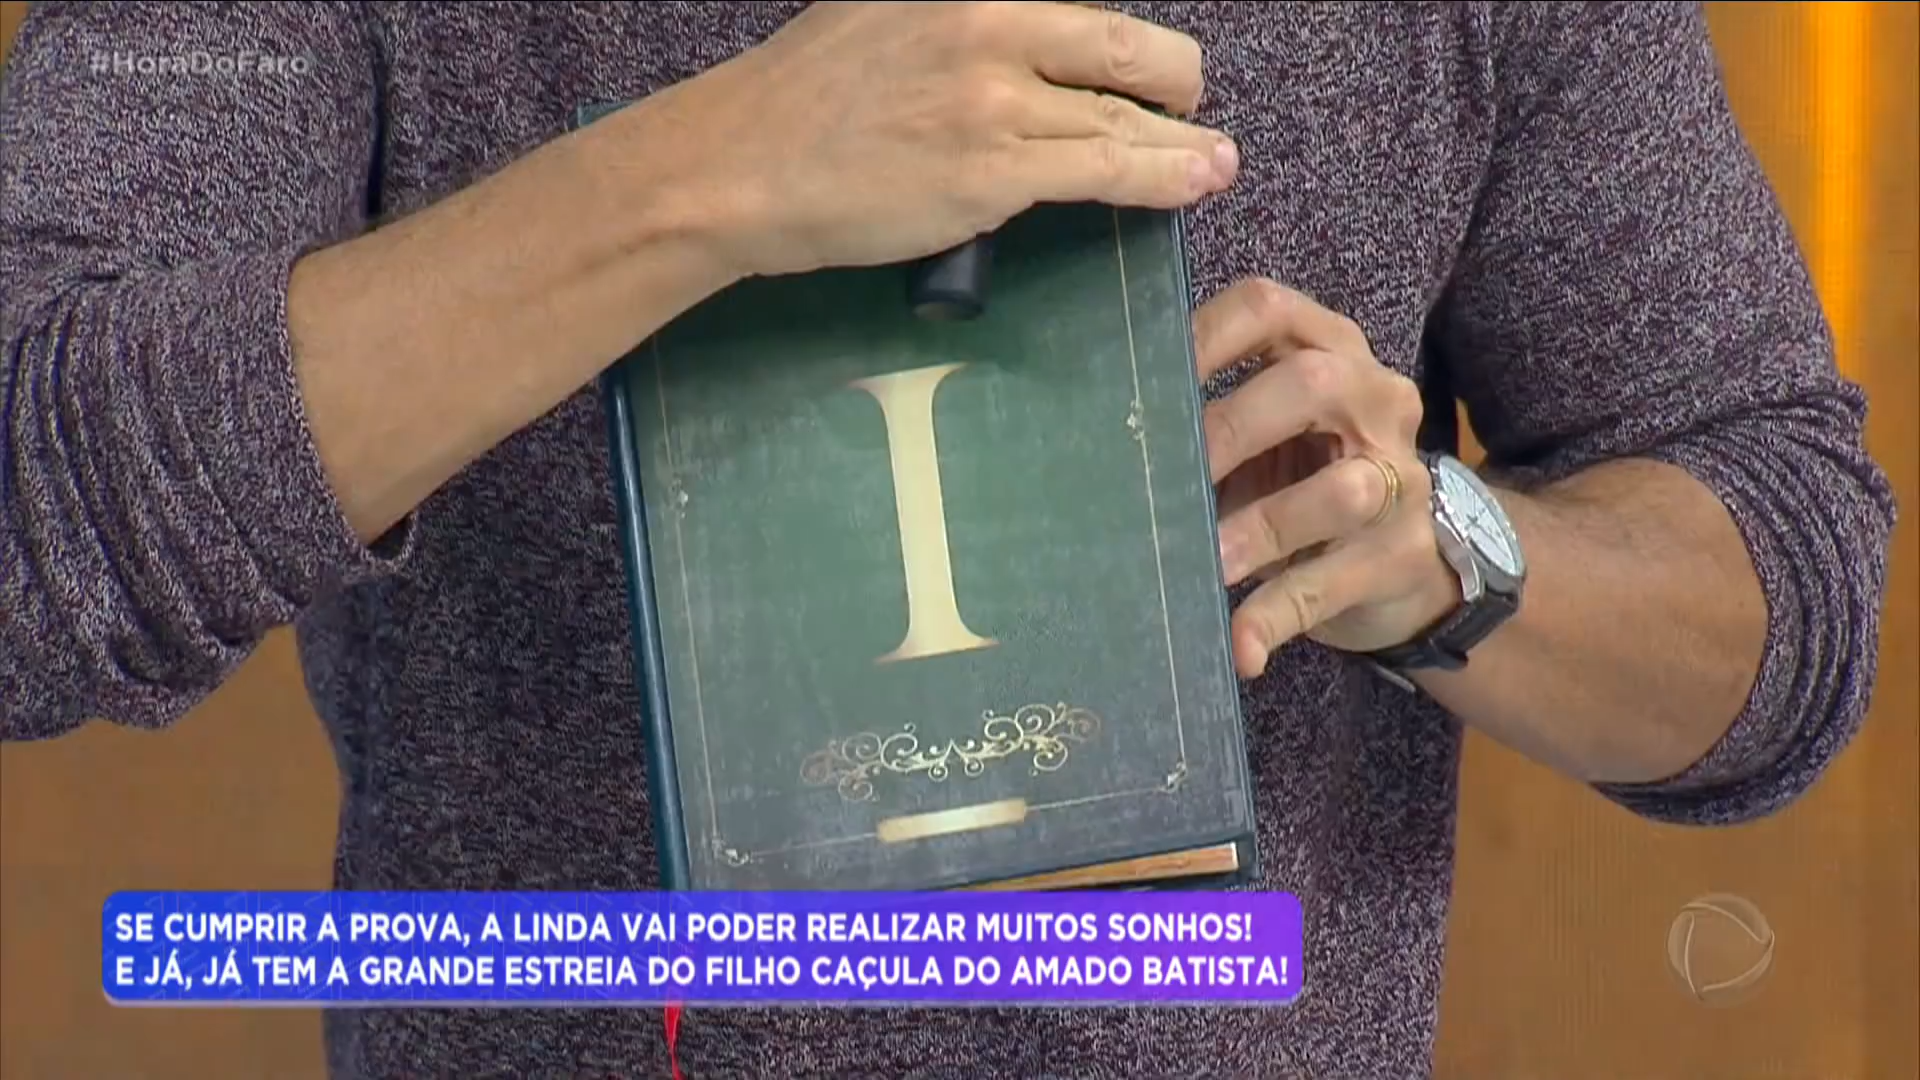 #HoraDoFaro
I
SE CUMPRIR A PROVA, A LINDA VAI PODER REALIZAR MUITOS SONHOS!
E JÁ, JÁ TEM A GRANDE ESTREIA DO FILHO CAÇULA DO AMADO BATISTA!